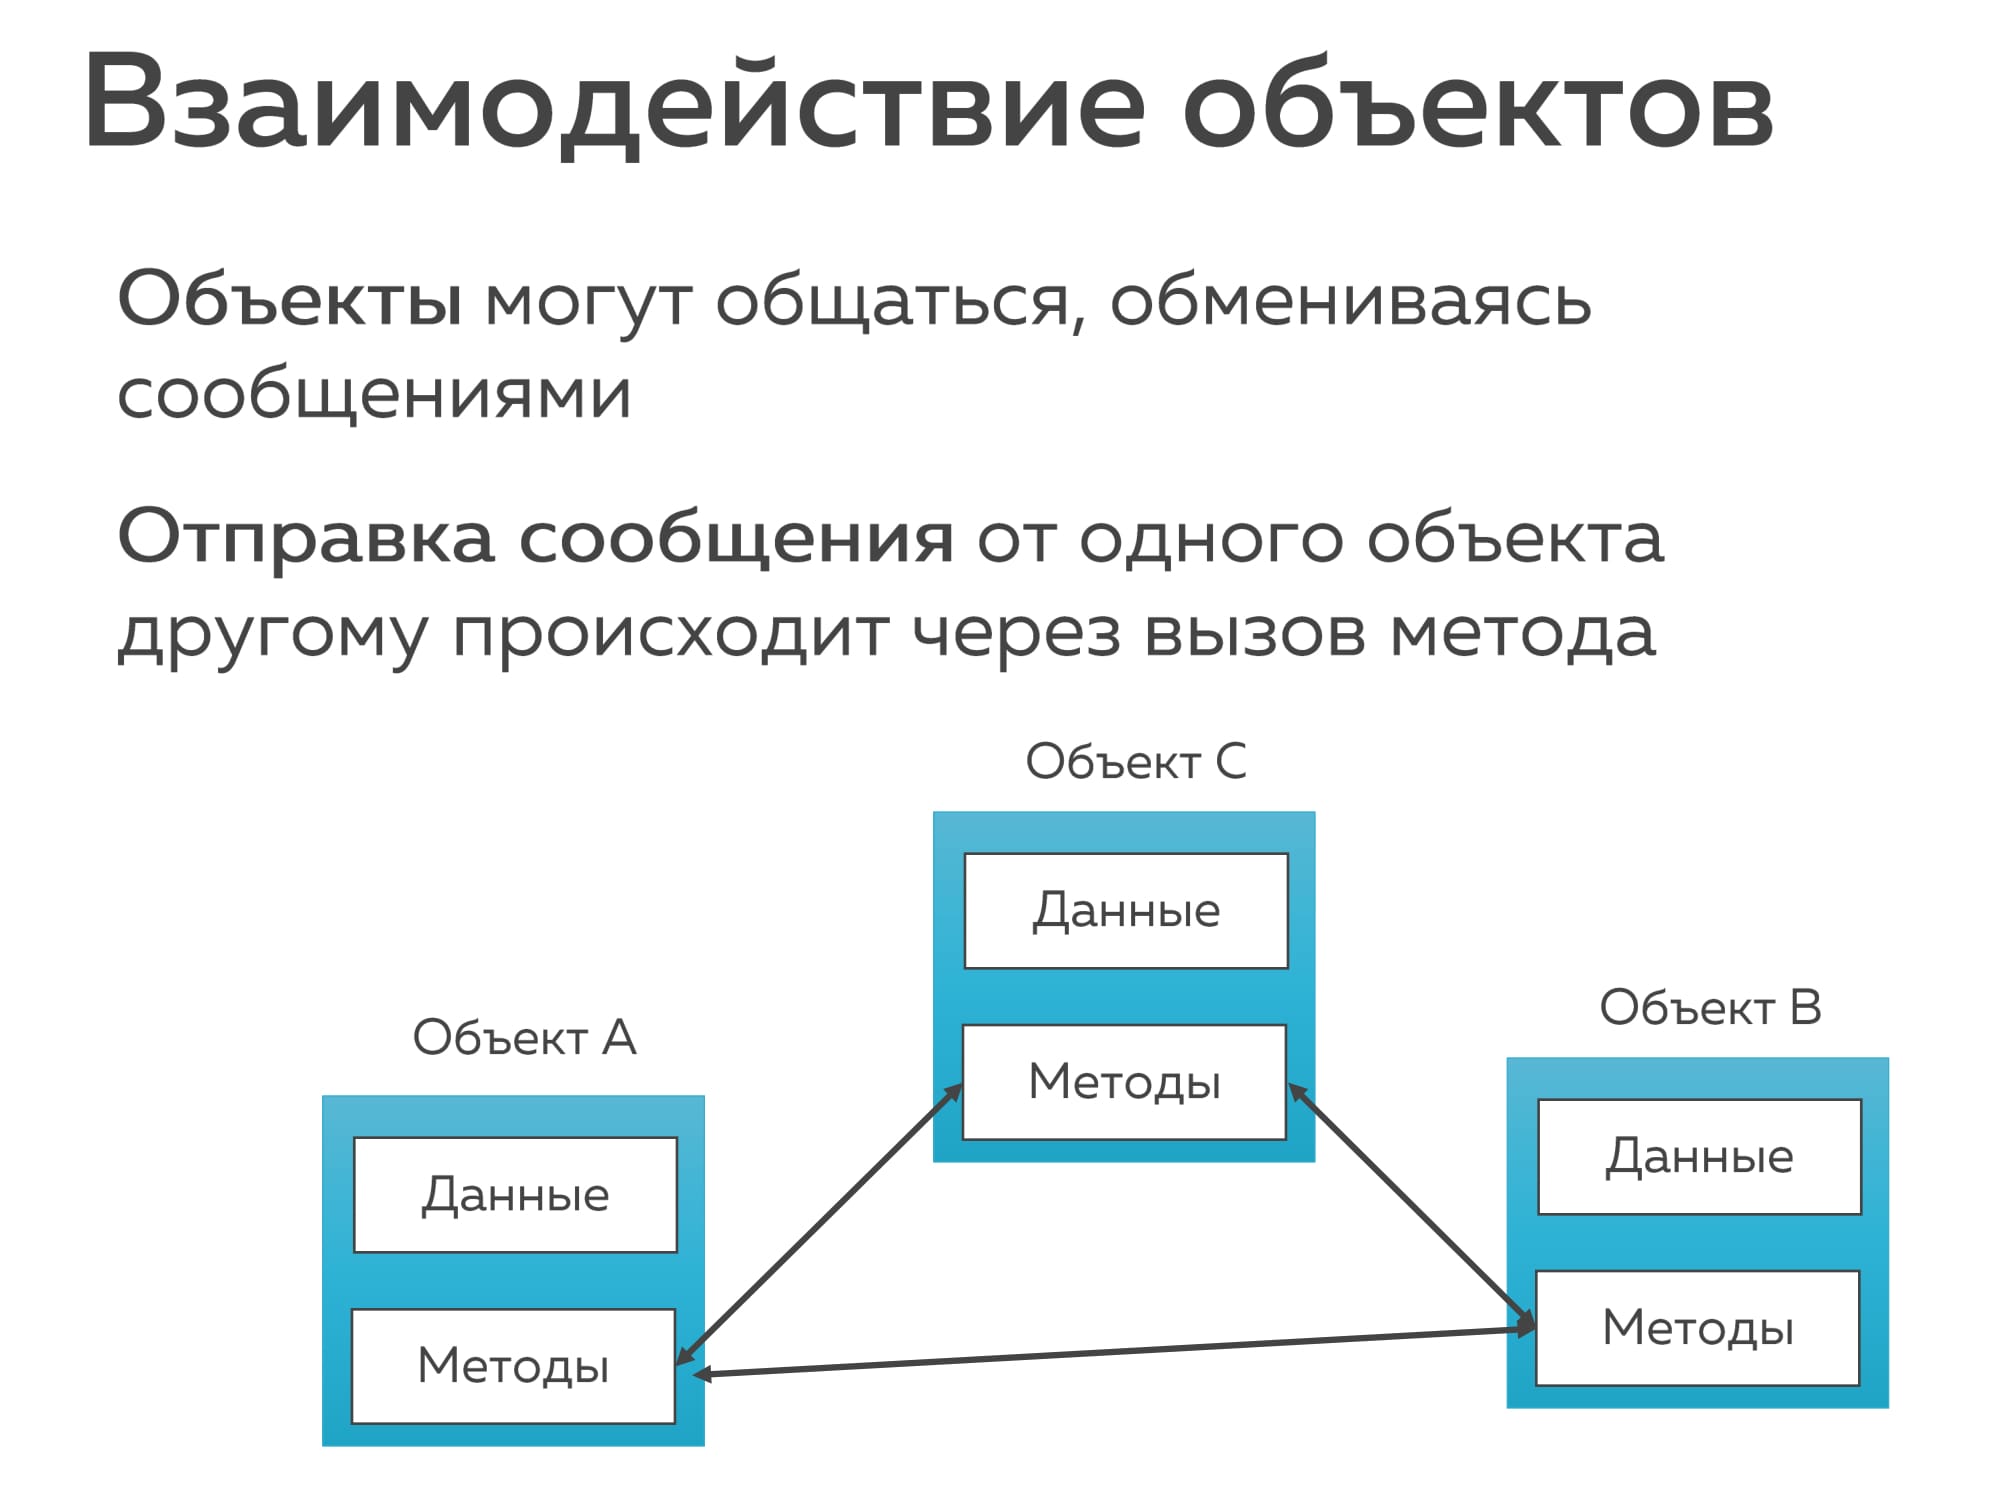 Взаимодействие объектов
Объекты могут общаться, обмениваясь
сообщениями
Отправка сообщения от одного объекта
другому происходит через вызов метода
Объект C
Данные
Методы
Объект A
Данные
Методы
Объект B
Данные
Методы